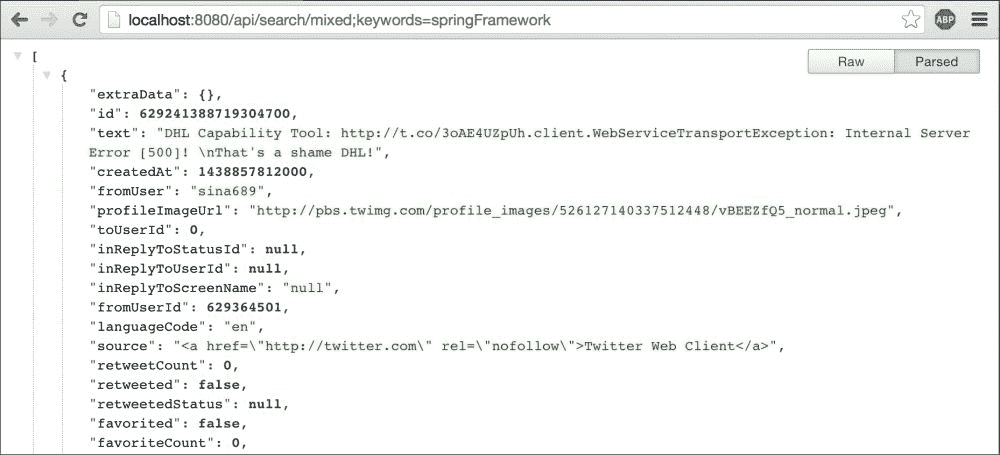 localhost:8080/api/search/mixed;keywords=springFramework
ABP
Raw
Parsed
[
{
"extraData": {},
"id": 629241388719304700,
"text": "DHL Capability Tool: http://t.co/3oAE4UZpUh.client.WebServiceTransportException: Internal Server
Error [500]! \nThat's a shame DHL!",
"createdAt": 1438857812000,
"fromUser": "sina689",
"profileImageUrl": "http://pbs.twimg.com/profile_images/526127140337512448/vBEEZfQ5_normal.jpeg",
"toUserId": 0,
"inReplyToStatusId": null,
"inReplyToUserId": null,
"inReplyToScreenName": "null",
"fromUserId": 629364501,
"languageCode": "en",
"source": "<a href=\"http://twitter.com\" rel=\"nofollow\">Twitter Web Client</a>",
"retweetCount": 0,
"retweeted": false,
"retweetedStatus": null,
"favorited": false,
"favoriteCount": 0,